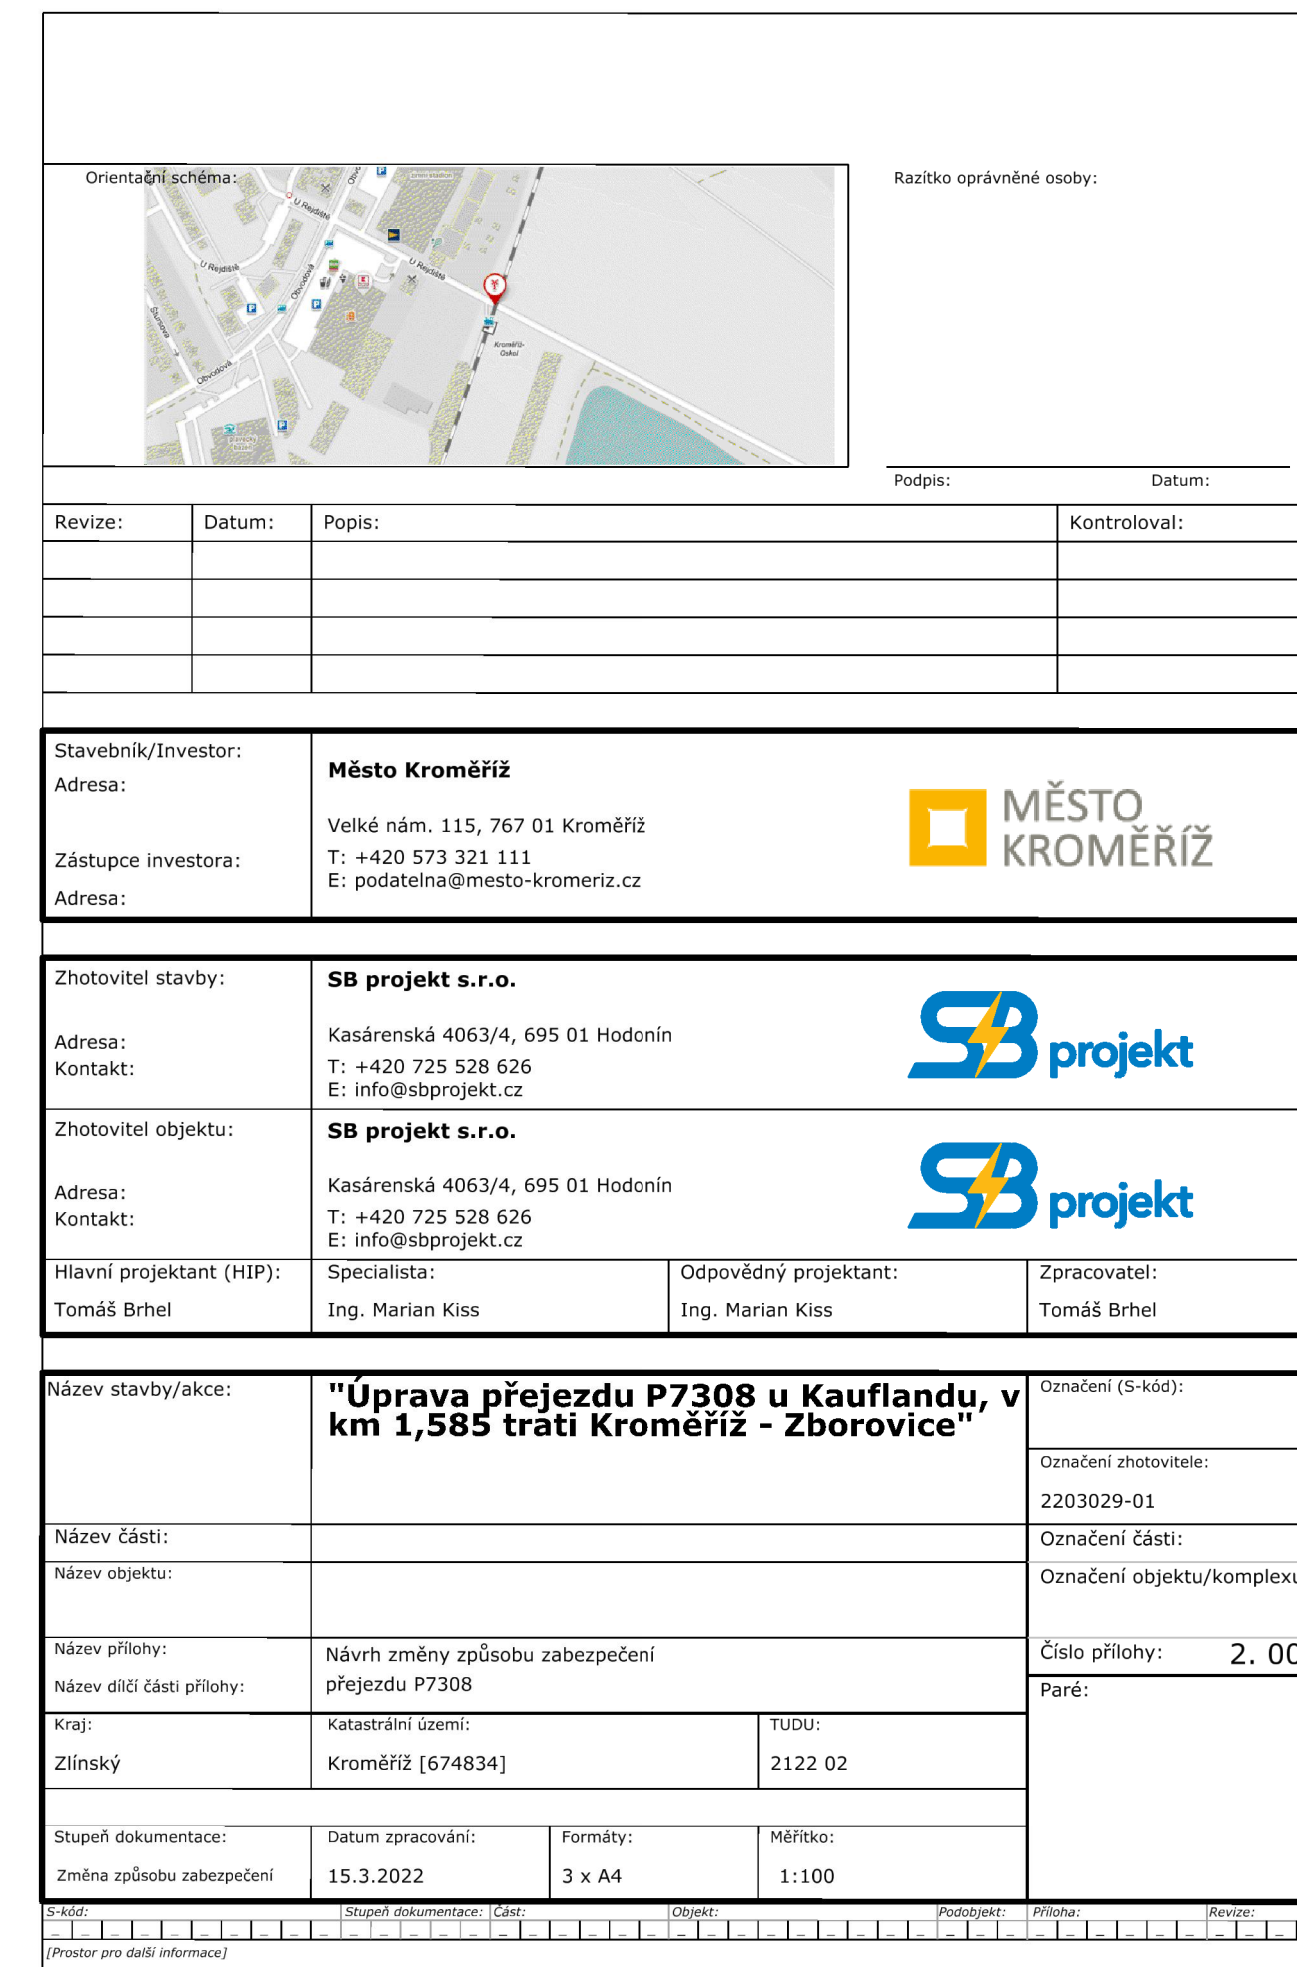 Orientační schéma:
Razítko oprávněné osoby:
U Rejdiště
U Rejdiště
U Rejdiště
Obvodová
Obvodová
Štursova
Kroměříž-
Oskol
plavecký
bazén
Podpis: Datum:
Revize: Datum: Popis: Kontroloval:
Stavebník/Investor:
Město Kroměříž
Adresa:
Velké nám. 115, 767 01 Kroměříž
Zástupce investora:
T: +420 573 321 111
E: podatelna@mesto-kromeriz.cz
Adresa:
MĚSTO
KROMĚŘÍŽ
Zhotovitel stavby:
SB projekt s.r.o.
Adresa:
Kasárenská 4063/4, 695 01 Hodonín
Kontakt:
T: +420 725 528 626
E: info@sbprojekt.cz
SB projekt
Zhotovitel objektu:
SB projekt s.r.o.
Adresa:
Kasárenská 4063/4, 695 01 Hodonín
Kontakt:
T: +420 725 528 626
E: info@sbprojekt.cz
SB projekt
Hlavní projektant (HIP): Specialista: Odpovědný projektant: Zpracovatel:
Tomáš Brhel Ing. Marian Kiss Ing. Marian Kiss Tomáš Brhel
Název stavby/akce:
"Úprava přejezdu P7308 u Kauflandu, v
km 1,585 trati Kroměříž - Zborovice"
Označení (S-kód):
Označení zhotovitele:
2203029-01
Název části:
Označení části:
Název objektu:
Označení objektu/komplexu
Název přílohy:
Návrh změny způsobu zabezpečení
Číslo přílohy: 2. 00
Název dílčí části přílohy:
přejezdu P7308
Paré:
Kraj: Katastrální území: TUDU:
Zlínský Kroměříž [674834] 2122 02
Stupeň dokumentace: Datum zpracování: Formáty: Měřítko:
Změna způsobu zabezpečení 15.3.2022 3 x A4 1:100
S-kód: Stupeň dokumentace: Část: Objekt: Podobjekt: Příloha: Revize:
[Prostor pro další informace]